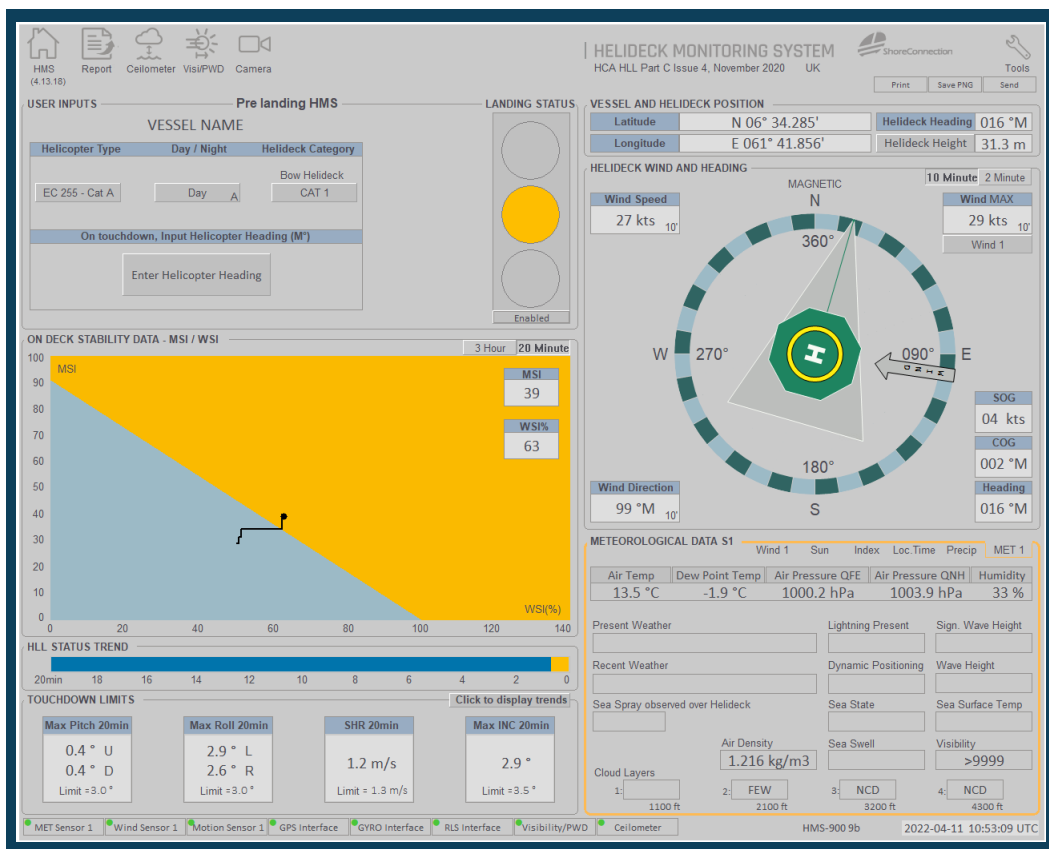 HMS
(4.13.18)
Report
Ceilometer
Visi/PWD
Camera
| HELIDECK MONITORING SYSTEM
HCA HLL Part C Issue 4, November 2020 UK
ShoreConnection
Tools
Print Save PNG Send
USER INPUTS
Pre landing HMS
VESSEL NAME
Helicopter Type Day / Night Helideck Category
Bow Helideck
EC 255 - Cat A Day A CAT 1
On touchdown, Input Helicopter Heading (M°)
Enter Helicopter Heading
LANDING STATUS
Enabled
VESSEL AND HELIDECK POSITION
Latitude N 06° 34.285' Helideck Heading 016 °M
Longitude E 061° 41.856' Helideck Height 31.3 m
HELIDECK WIND AND HEADING
10 Minute 2 Minute
Wind Speed
27 kts 10'
MAGNETIC
N
360°
Wind MAX
29 kts 10'
Wind 1
W 270° H 090° E
WIND
180°
S
SOG
04 kts
COG
002 °M
Heading
016 °M
Wind Direction
99 °M 10'
ON DECK STABILITY DATA - MSI / WSI
3 Hour 20 Minute
MSI
100
90
80
70
60
50
40
30
20
10
0
MSI
39
WSI%
63
WSI(%)
0 20 40 60 80 100 120 140
HLL STATUS TREND
20min 18 16 14 12 10 8 6 4 2 0
TOUCHDOWN LIMITS
Click to display trends
Max Pitch 20min
0.4 ° U
0.4 ° D
Limit =3.0 °
Max Roll 20min
2.9 ° L
2.6 ° R
Limit =3.0 °
SHR 20min
1.2 m/s
Limit = 1.3 m/s
Max INC 20min
2.9 °
Limit =3.5 °
METEOROLOGICAL DATA S1
Wind 1 Sun Index Loc.Time Precip MET 1
Air Temp Dew Point Temp Air Pressure QFE Air Pressure QNH Humidity
13.5 °C -1.9 °C 1000.2 hPa 1003.9 hPa 33 %
Present Weather Lightning Present Sign. Wave Height
Recent Weather Dynamic Positioning Wave Height
Sea Spray observed over Helideck Sea State Sea Surface Temp
Air Density Sea Swell Visibility
1.216 kg/m3 >9999
Cloud Layers
1: 2: FEW 3: NCD 4: NCD
1100 ft 2100 ft 3200 ft 4300 ft
MET Sensor 1 Wind Sensor 1 Motion Sensor 1 GPS Interface GYRO Interface RLS Interface Visibility/PWD Ceilometer
HMS-900 9b 2022-04-11 10:53:09 UTC